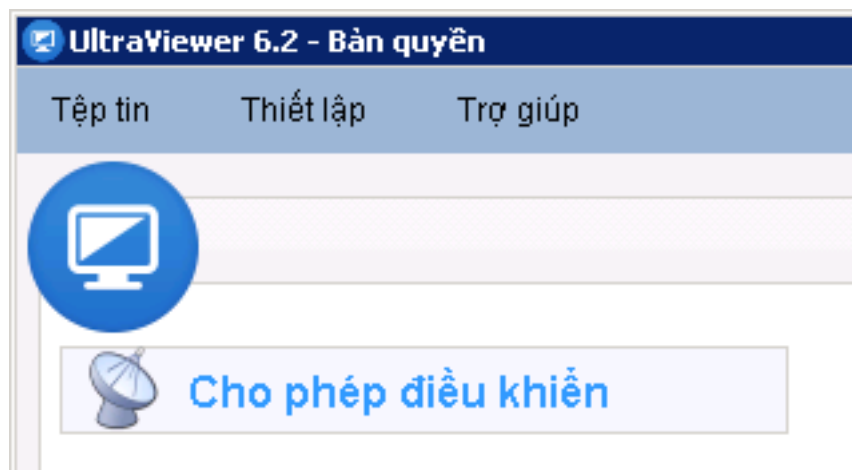 UltraViewer 6.2 - Bản quyền
Tệp tin Thiết lập Trợ giúp
Cho phép điều khiển